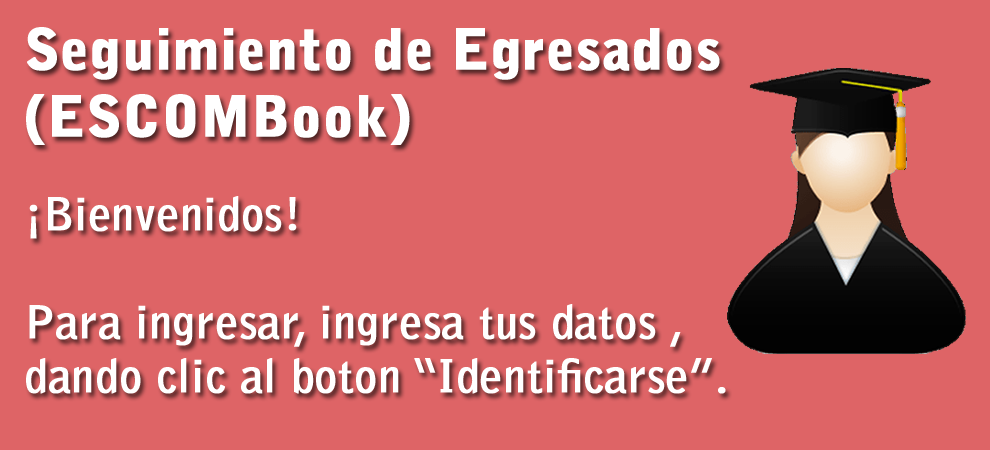 Seguimiento de Egresados
(ESCOMBook)
¡Bienvenidos!
Para ingresar, ingresa tus datos ,
dando clic al boton “Identificarse”.